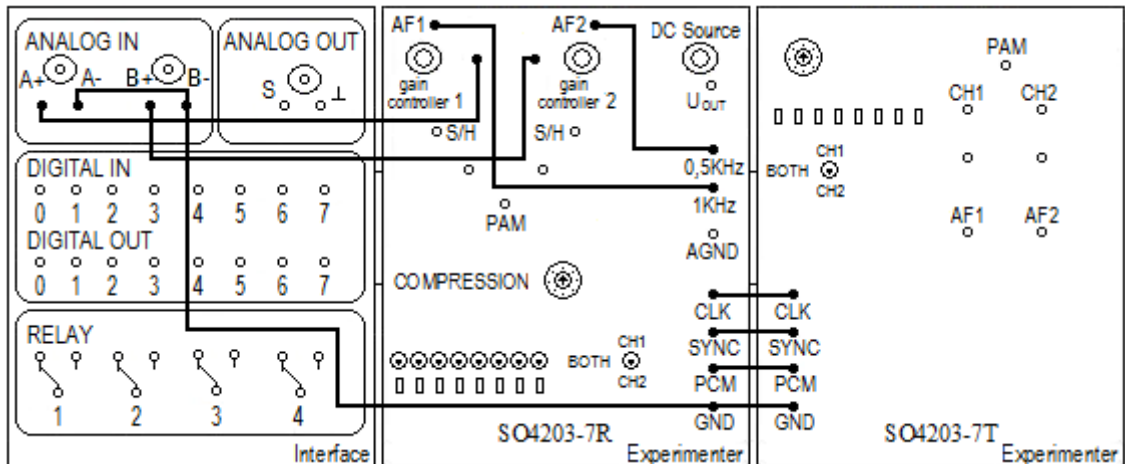 ANALOG IN
A+ A- B+ B-
ANALOG OUT
S ⊥
DIGITAL IN
0 1 2 3 4 5 6 7
DIGITAL OUT
0 1 2 3 4 5 6 7
RELAY
1 2 3 4
Interface
AF1
gain
controller 1
AF2
gain
controller 2
DC Source
UOUT
S/H
S/H
PAM
0,5KHz
1KHz
AGND
COMPRESSION
CLK
SYNC
PCM
GND
BOTH
CH1
CH2
SO4203-7R
Experimenter
PAM
CH1 CH2
BOTH
CH1
CH2
AF1 AF2
CLK
SYNC
PCM
GND
SO4203-7T
Experimenter